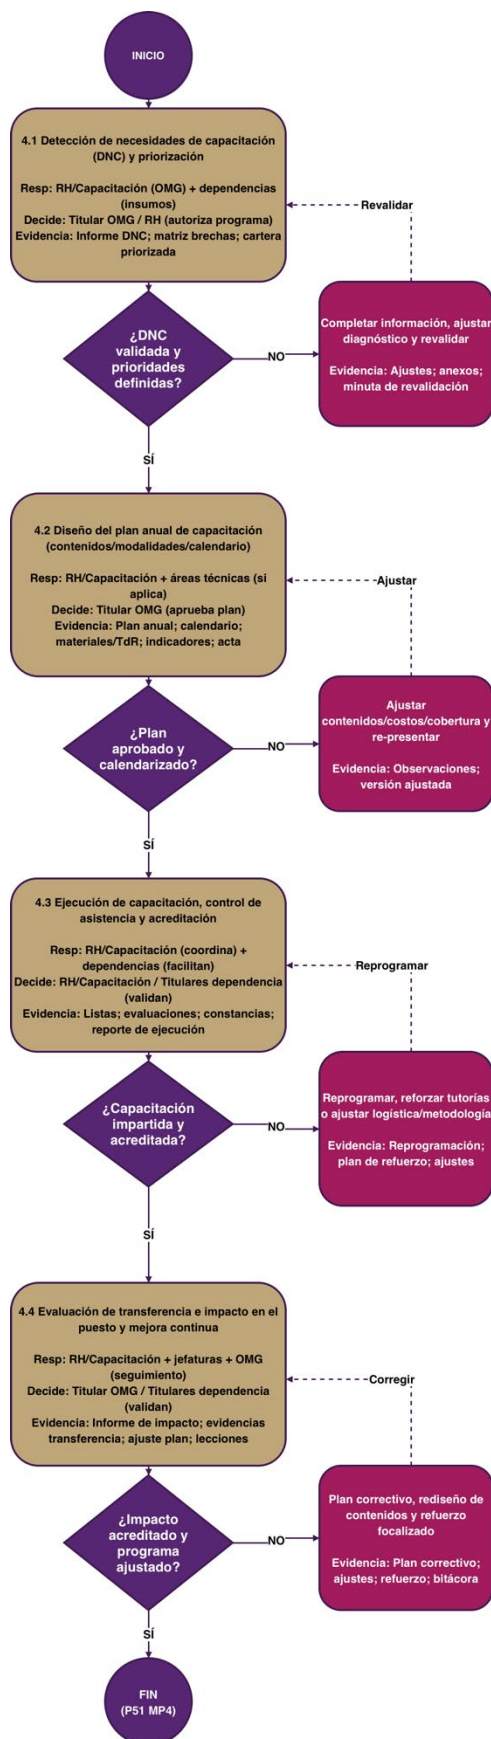 INICIO
4.1 Detección de necesidades de capacitación
(DNC) y priorización
Resp: RH/Capacitación (OMG) + dependencias
(insumos)
Decide: Titular OMG / RH (autoriza programa)
Evidencia: Informe DNC; matriz brechas; cartera
priorizada
Revalidar
¿DNC
validada y
prioridades
definidas?
NO
Completar información, ajustar
diagnóstico y revalidar
Evidencia: Ajustes; anexos;
minuta de revalidación
SÍ
4.2 Diseño del plan anual de capacitación
(contenidos/modalidades/calendario)
Resp: RH/Capacitación + áreas técnicas (si
aplica)
Decide: Titular OMG (aprueba plan)
Evidencia: Plan anual; calendario;
materiales/TdR; indicadores; acta
Ajustar
¿Plan
aprobado y
calendarizado?
NO
Ajustar
contenidos/costos/cobertura y
re-presentar
Evidencia: Observaciones;
versión ajustada
SÍ
4.3 Ejecución de capacitación, control de
asistencia y acreditación
Resp: RH/Capacitación (coordina) +
dependencias (facilitan)
Decide: RH/Capacitación / Titulares dependencia
(validan)
Evidencia: Listas; evaluaciones; constancias;
reporte de ejecución
Reprogramar
¿Capacitación
impartida y
acreditada?
NO
Reprogramar, reforzar tutorías
o ajustar logística/metodología
Evidencia: Reprogramación;
plan de refuerzo; ajustes
SÍ
4.4 Evaluación de transferencia e impacto en el
puesto y mejora continua
Resp: RH/Capacitación + jefaturas + OMG
(seguimiento)
Decide: Titular OMG / Titulares dependencia
(validan)
Evidencia: Informe de impacto; evidencias
transferencia; ajuste plan; lecciones
Corregir
¿Impacto
acreditado y
programa
ajustado?
NO
Plan correctivo, rediseño de
contenidos y refuerzo
focalizado
Evidencia: Plan correctivo;
ajustes; refuerzo; bitácora
SÍ
FIN
(P51 MP4)